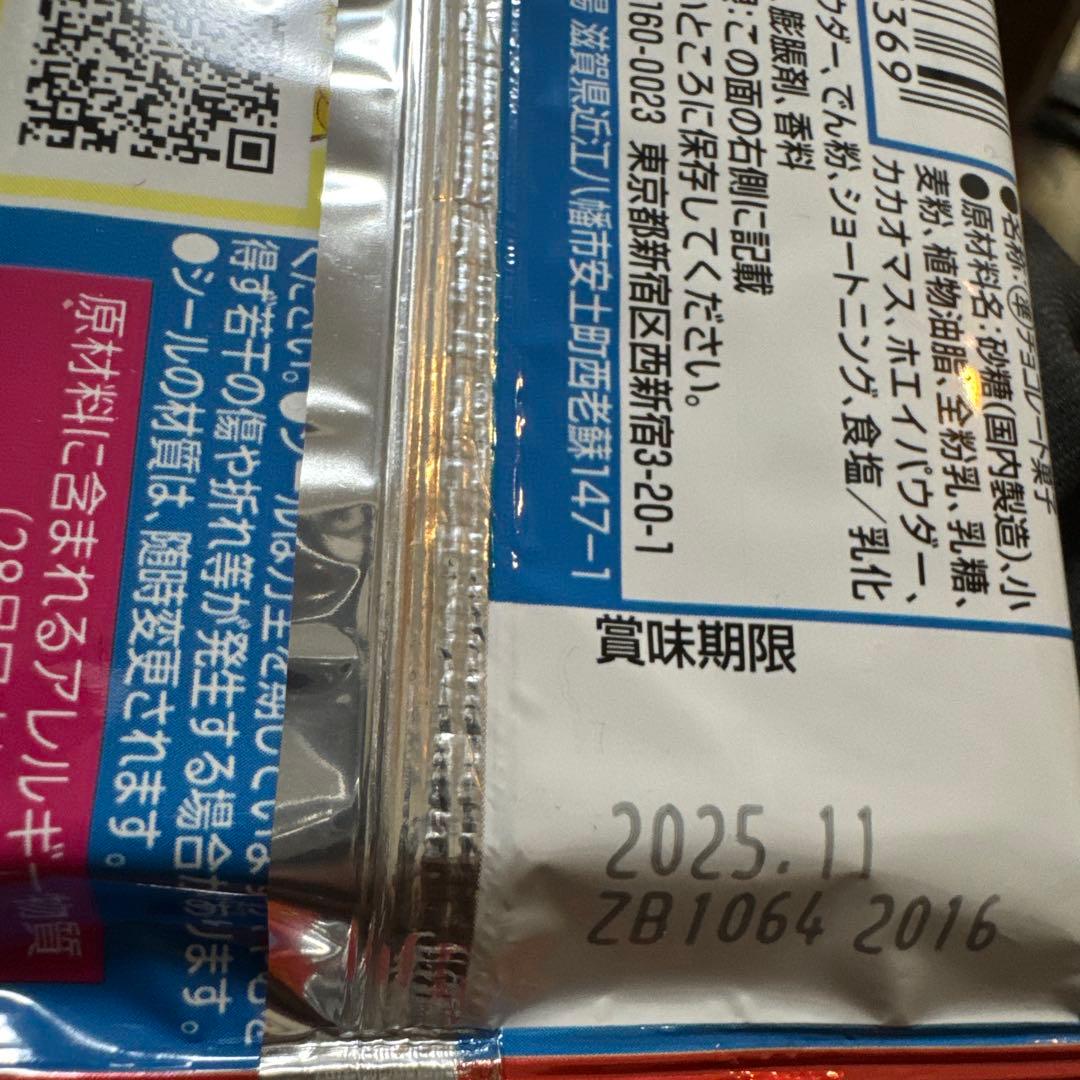 369
●名称:準チョコレート菓子
●原材料名:砂糖(国内製造)、小
麦粉、植物油脂、全粉乳、乳糖、
カカオマス、ホエイパウダー、
ウダー、でん粉、ショートニング、食塩/乳化
、膨脹剤、香料
:この面の右側に記載
ところに保存してください。
160-0023 東京都新宿区西新宿3-20-1
滋賀県近江八幡市安土町西老蘇147-1
賞味期限
2025.11
ZB1064 2016
ください。●
得ず若干の傷や折れ等が発生する場合があります。
●シールの材質は、随時変更されます。
原材料に含まれるアレルギー物質
(28品目